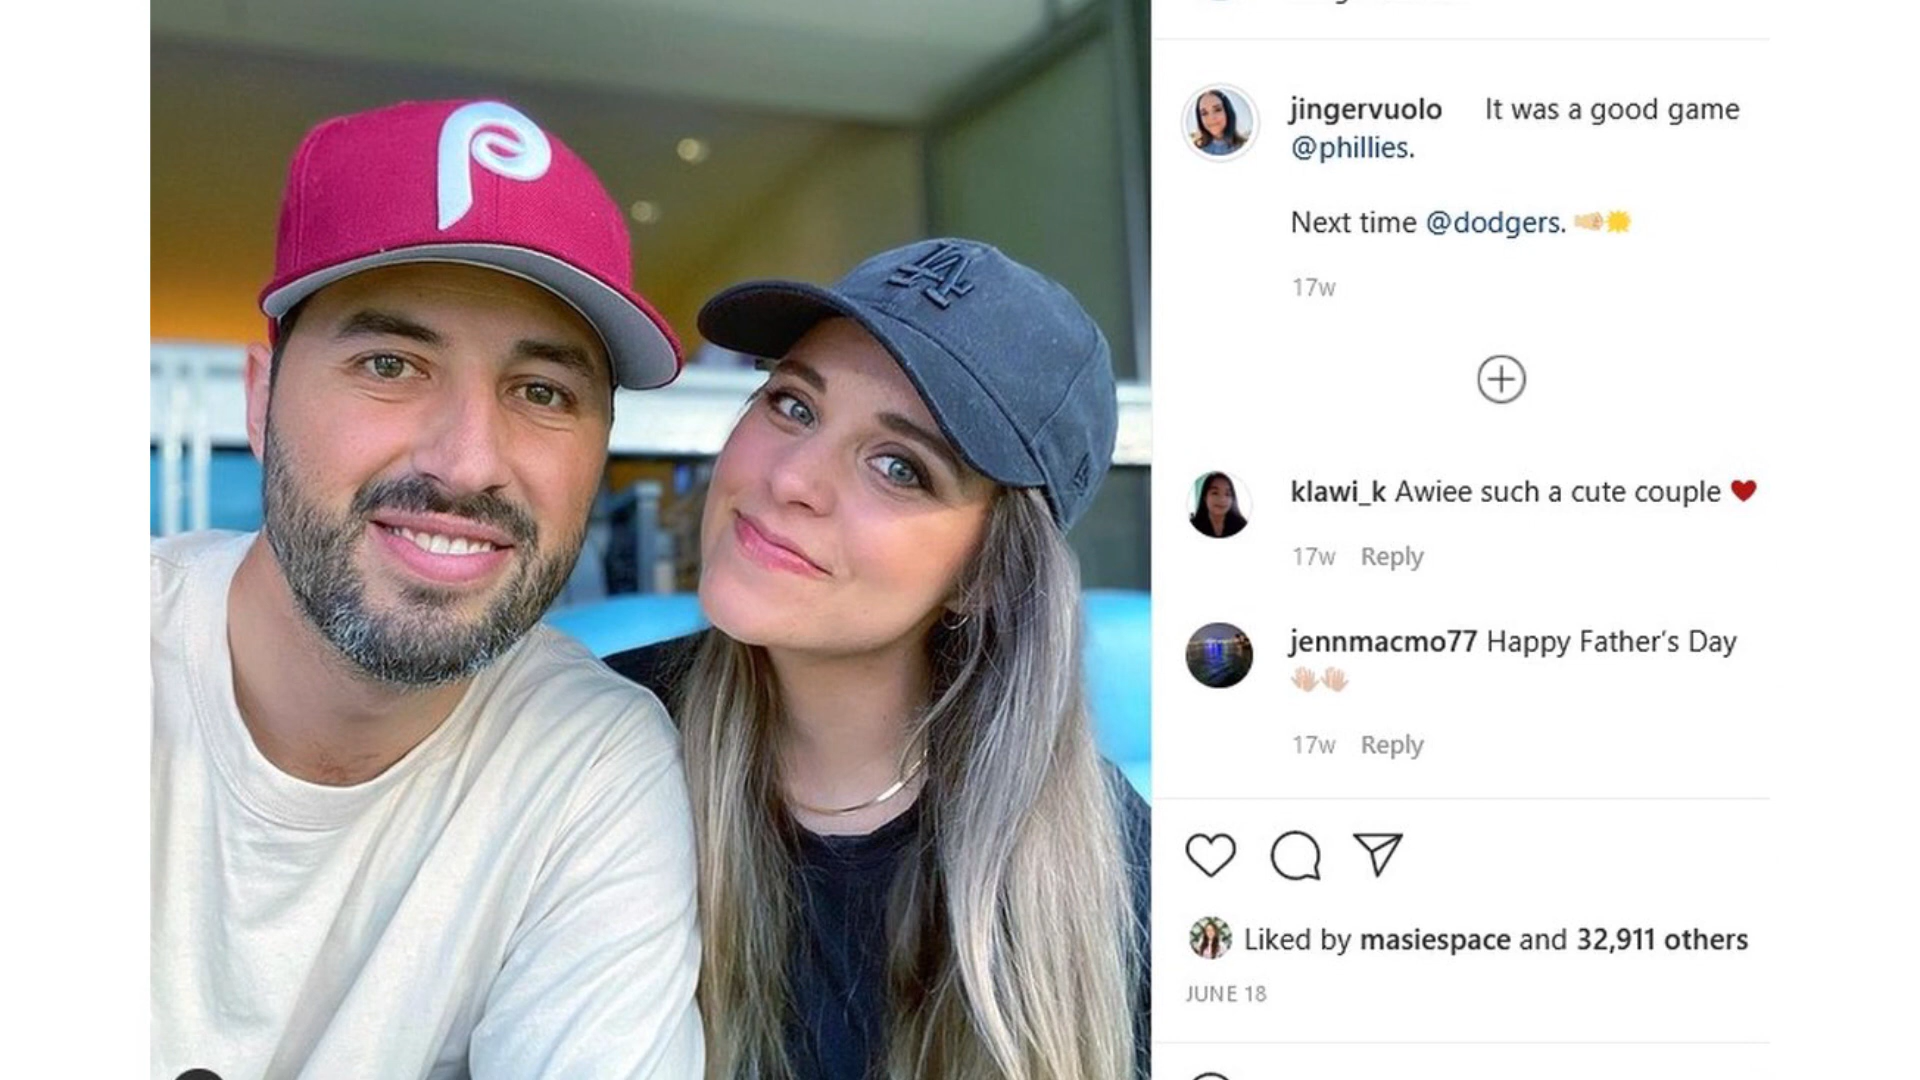 P
LA
jingervuolo It was a good game
@phillies.
Next time @dodgers. 🤜🏼💥
17w
klawi_k Awiee such a cute couple ❤
17w Reply
jennmacmo77 Happy Father's Day
👏🏻👏🏻
17w Reply
Liked by masiespace and 32,911 others
JUNE 18